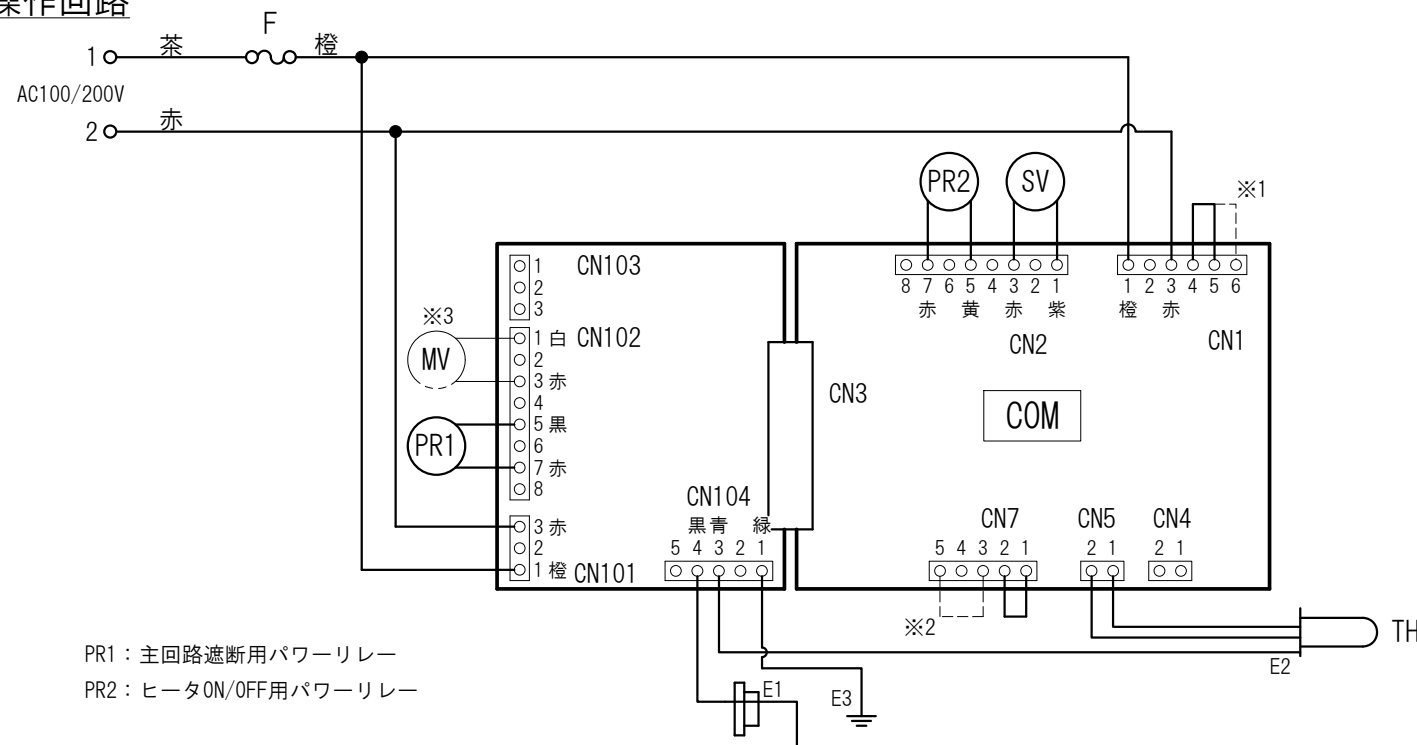 操作回路
F
1 茶 橙
AC100/200V
2 赤
PR2 SV ※1
8 7 6 5 4 3 2 1
赤 黄 赤 紫
CN2
1 2 3 4 5 6
橙 赤
CN1
1 CN103
2
3
※3
MV
1 白 CN102
2
3 赤
4
PR1
5 黒
6
7 赤
8
3 赤
2
1 橙 CN101
CN3
COM
CN104
黒 青 緑
5 4 3 2 1
CN7
5 4 3 2 1
※2
CN5
2 1
CN4
2 1
TH
E2
E1
E3
PR1：主回路遮断用パワーリレー
PR2：ヒータON/OFF用パワーリレー